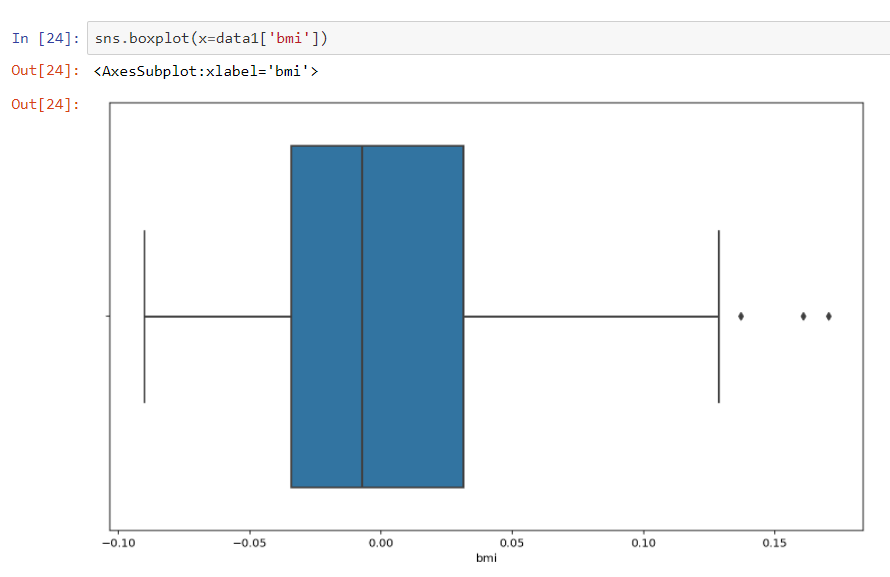 In [24]: sns.boxplot(x=data1['bmi'])
Out[24]: <AxesSubplot:xlabel='bmi'>
Out[24]:
−0.10 −0.05 0.00 0.05 0.10 0.15
bmi